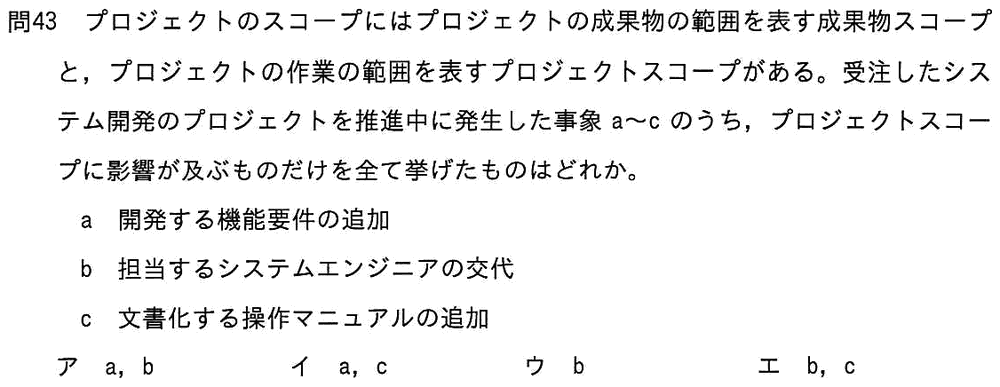 問43　プロジェクトのスコープにはプロジェクトの成果物の範囲を表す成果物スコープ
と，プロジェクトの作業の範囲を表すプロジェクトスコープがある。受注したシス
テム開発のプロジェクトを推進中に発生した事象 a～c のうち，プロジェクトスコー
プに影響が及ぶものだけを全て挙げたものはどれか。
a　開発する機能要件の追加
b　担当するシステムエンジニアの交代
c　文書化する操作マニュアルの追加
ア　a，b　イ　a，c　ウ　b　エ　b，c